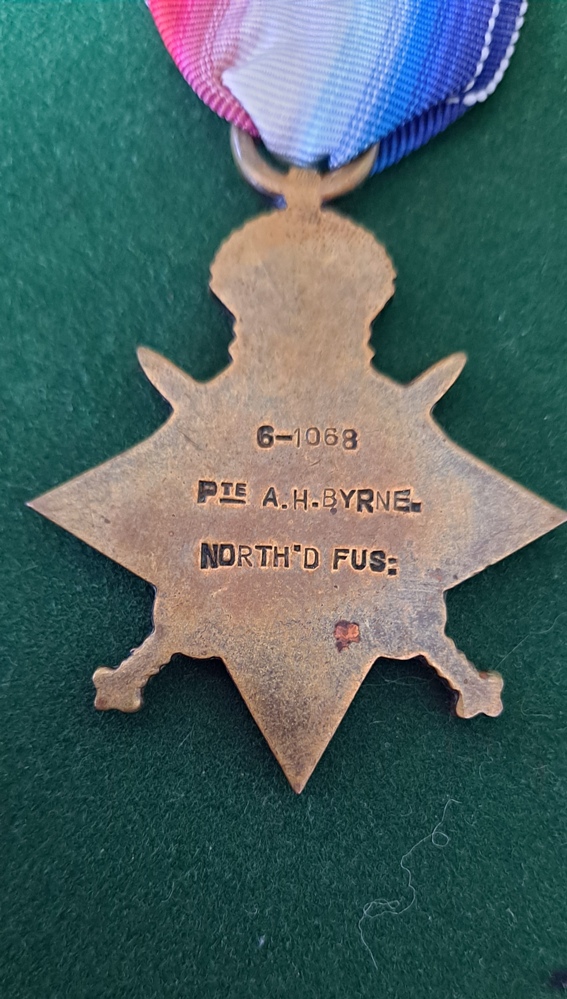 6-1068
PTE A.H.BYRNE.
NORTH'D FUS: